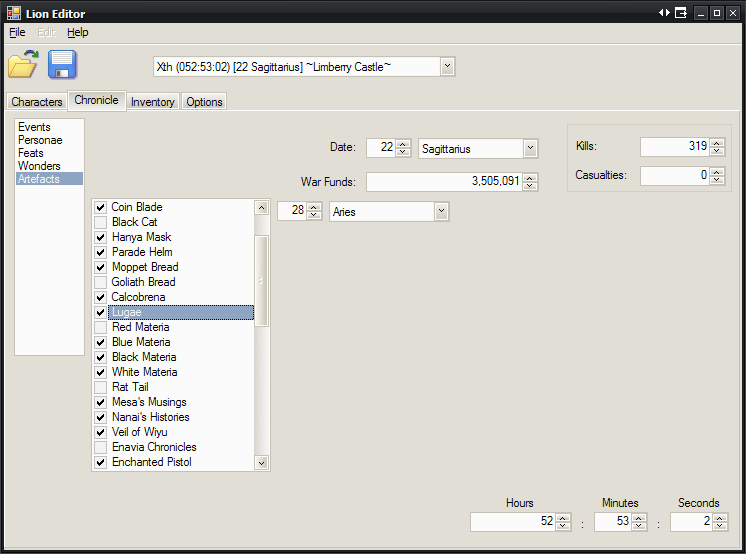 Lion Editor
File Edit Help
Xth (052:53:02) [22 Sagittarius] ~Limberry Castle~
Characters Chronicle Inventory Options
Events
Personae
Feats
Wonders
Artefacts
Date: 22 Sagittarius
War Funds: 3,505,091
Kills: 319
Casualties: 0
28 Aries
Coin Blade
Black Cat
Hanya Mask
Parade Helm
Moppet Bread
Goliath Bread
Calcobrena
Lugae
Red Materia
Blue Materia
Black Materia
White Materia
Rat Tail
Mesa's Musings
Nanai's Histories
Veil of Wiyu
Enavia Chronicles
Enchanted Pistol
Hours Minutes Seconds
52 : 53 : 2